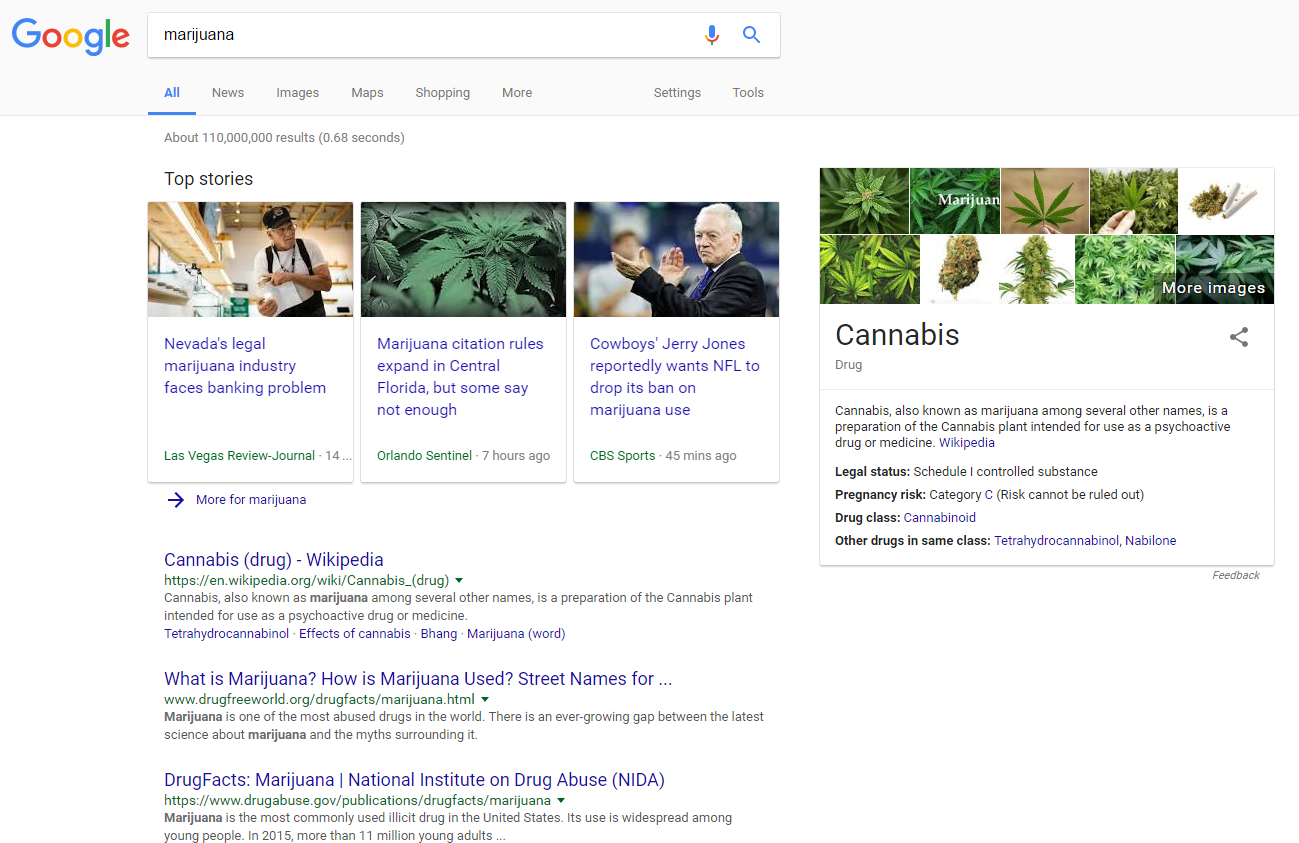 Google
marijuana
All News Images Maps Shopping More Settings Tools
About 110,000,000 results (0.68 seconds)
Top stories
Nevada's legal
marijuana industry
faces banking problem
Las Vegas Review-Journal · 14 ...
Marijuana citation rules
expand in Central
Florida, but some say
not enough
Orlando Sentinel · 7 hours ago
Cowboys' Jerry Jones
reportedly wants NFL to
drop its ban on
marijuana use
CBS Sports · 45 mins ago
More for marijuana
Cannabis (drug) - Wikipedia
https://en.wikipedia.org/wiki/Cannabis_(drug)
Cannabis, also known as marijuana among several other names, is a preparation of the Cannabis plant
intended for use as a psychoactive drug or medicine.
Tetrahydrocannabinol · Effects of cannabis · Bhang · Marijuana (word)
What is Marijuana? How is Marijuana Used? Street Names for ...
www.drugfreeworld.org/drugfacts/marijuana.html
Marijuana is one of the most abused drugs in the world. There is an ever-growing gap between the latest
science about marijuana and the myths surrounding it.
DrugFacts: Marijuana | National Institute on Drug Abuse (NIDA)
https://www.drugabuse.gov/publications/drugfacts/marijuana
Marijuana is the most commonly used illicit drug in the United States. Its use is widespread among
young people. In 2015, more than 11 million young adults ...
Marijuan
More images
Cannabis
Drug
Cannabis, also known as marijuana among several other names, is a
preparation of the Cannabis plant intended for use as a psychoactive
drug or medicine. Wikipedia
Legal status: Schedule I controlled substance
Pregnancy risk: Category C (Risk cannot be ruled out)
Drug class: Cannabinoid
Other drugs in same class: Tetrahydrocannabinol, Nabilone
Feedback